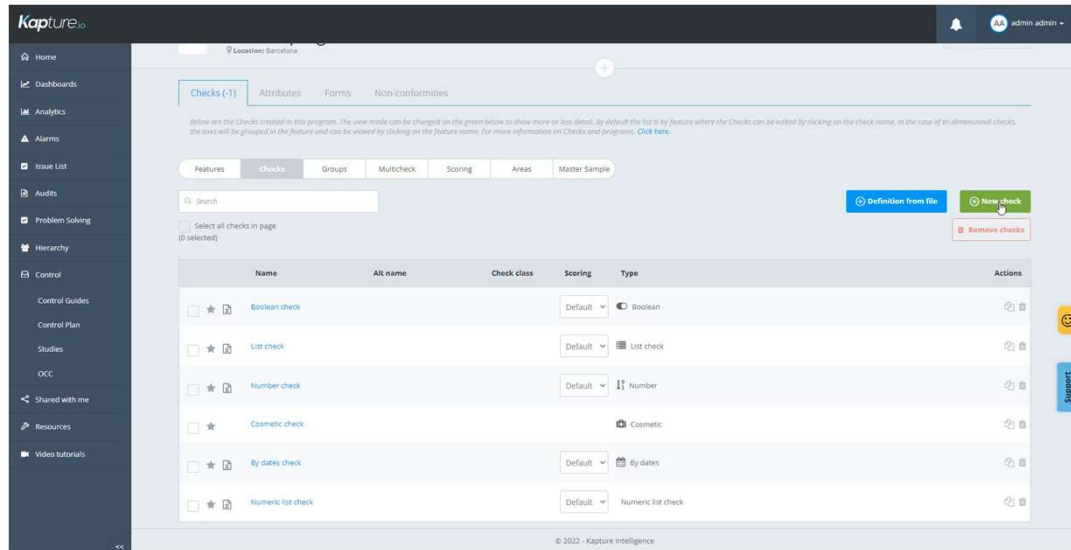 Kapture.io
AA admin admin
Home
Location: Barcelona
Dashboards
Checks (-1) Attributes Forms Non-conformities
Analytics
Below are the Checks created in this program. The view mode can be changed on the green below to show more or less detail. By default the list is by feature where the Checks can be edited by clicking on the check name. In the case of tri-dimensional checks,
the axes will be grouped in the feature and can be viewed by clicking on the feature name. For more information on Checks and programs. Click here.
Alarms
Issue List
Features Checks Groups Multicheck Scoring Areas Master Sample
Audits
Search
Definition from file New check
Problem Solving
Select all checks in page
(0 selected)
Remove checks
Hierarchy
Control
Name Alt name Check class Scoring Type Actions
Control Guides
Boolean check Default Boolean
Control Plan
Studies
List check Default List check
OCC
Number check Default Number
Support
Shared with me
Resources
Cosmetic check Cosmetic
Video tutorials
By dates check Default By dates
Numeric list check Default Numeric list check
© 2022 - Kapture Intelligence
<<